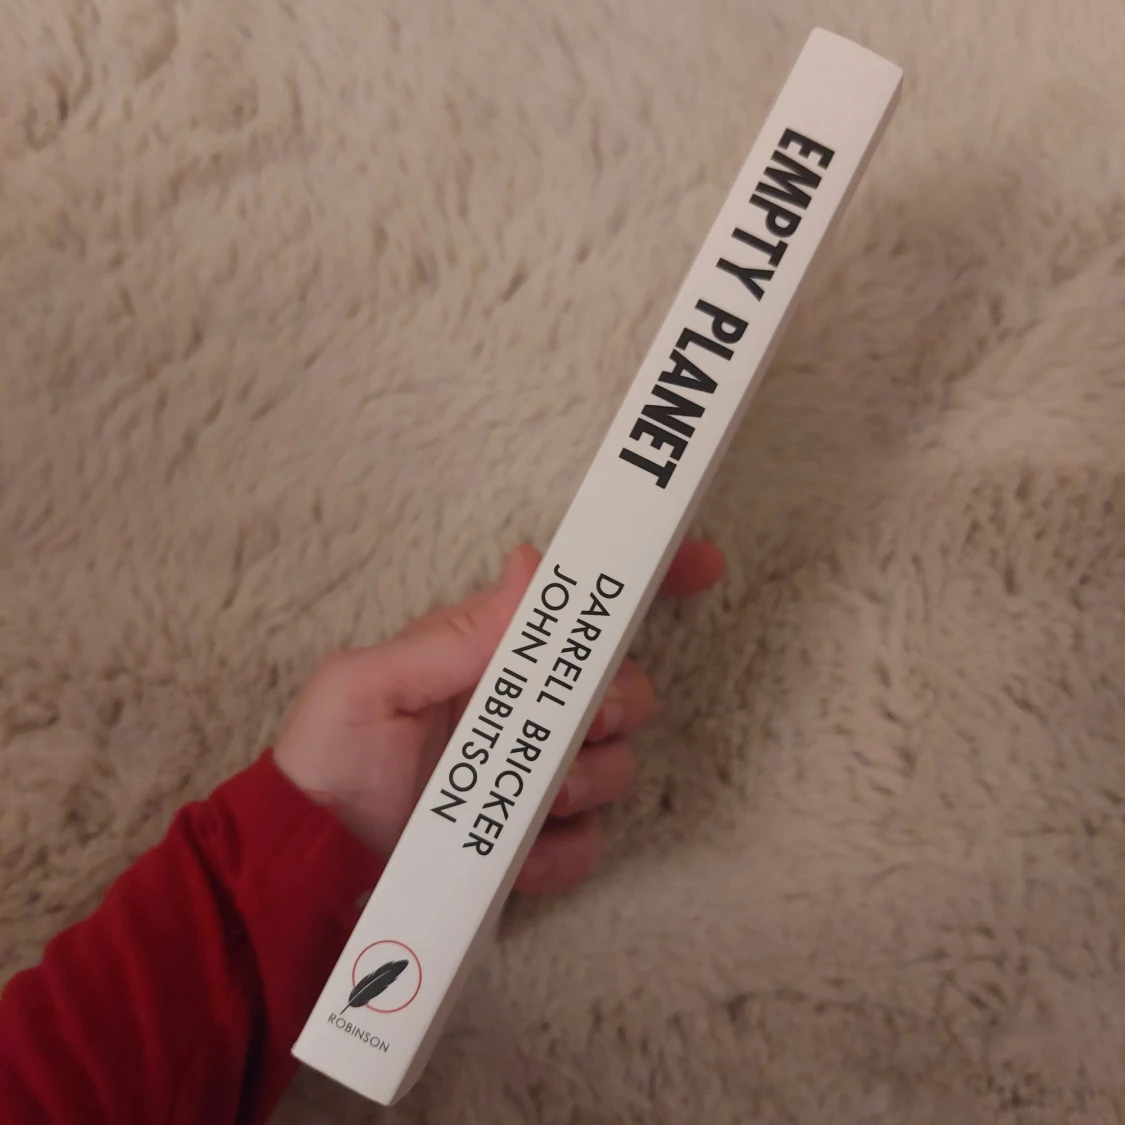 EMPTY PLANET
DARRELL BRICKER
JOHN IBBITSON
ROBINSON